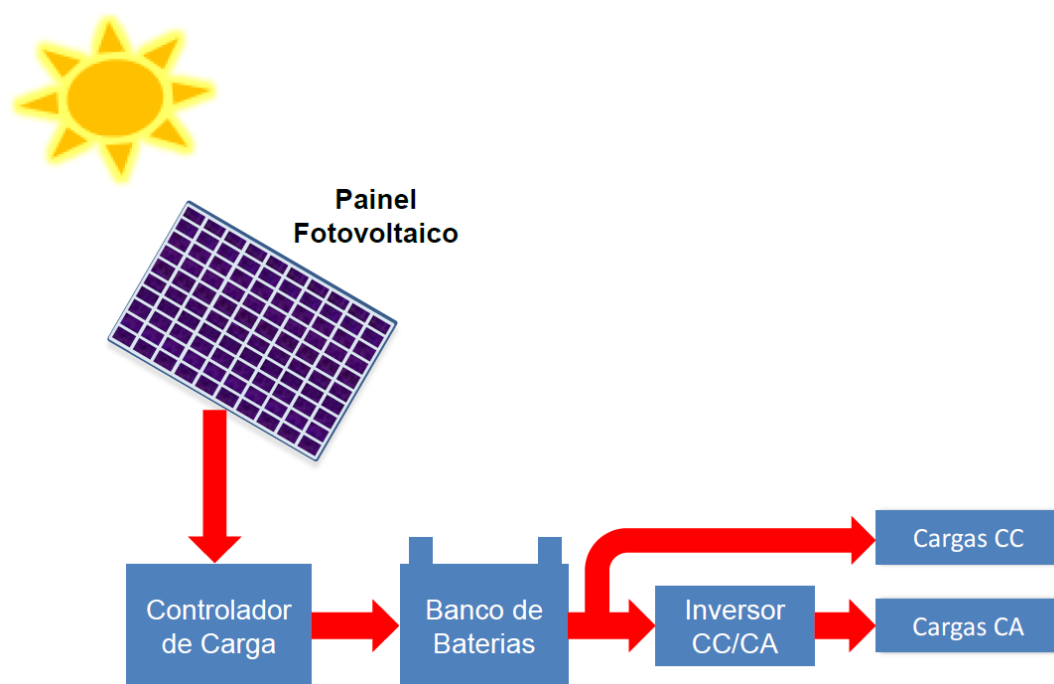 Painel
Fotovoltaico
Cargas CC
Controlador
de Carga
Banco de
Baterias
Inversor
CC/CA
Cargas CA